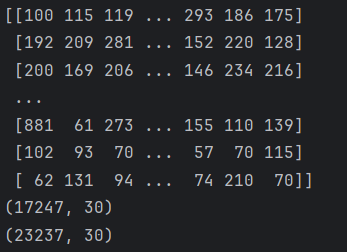 [[100 115 119 ... 293 186 175]
 [192 209 281 ... 152 220 128]
 [200 169 206 ... 146 234 216]
 ...
 [881  61 273 ... 155 110 139]
 [102  93  70 ...  57  70 115]
 [ 62 131  94 ...  74 210  70]]
(17247, 30)
(23237, 30)